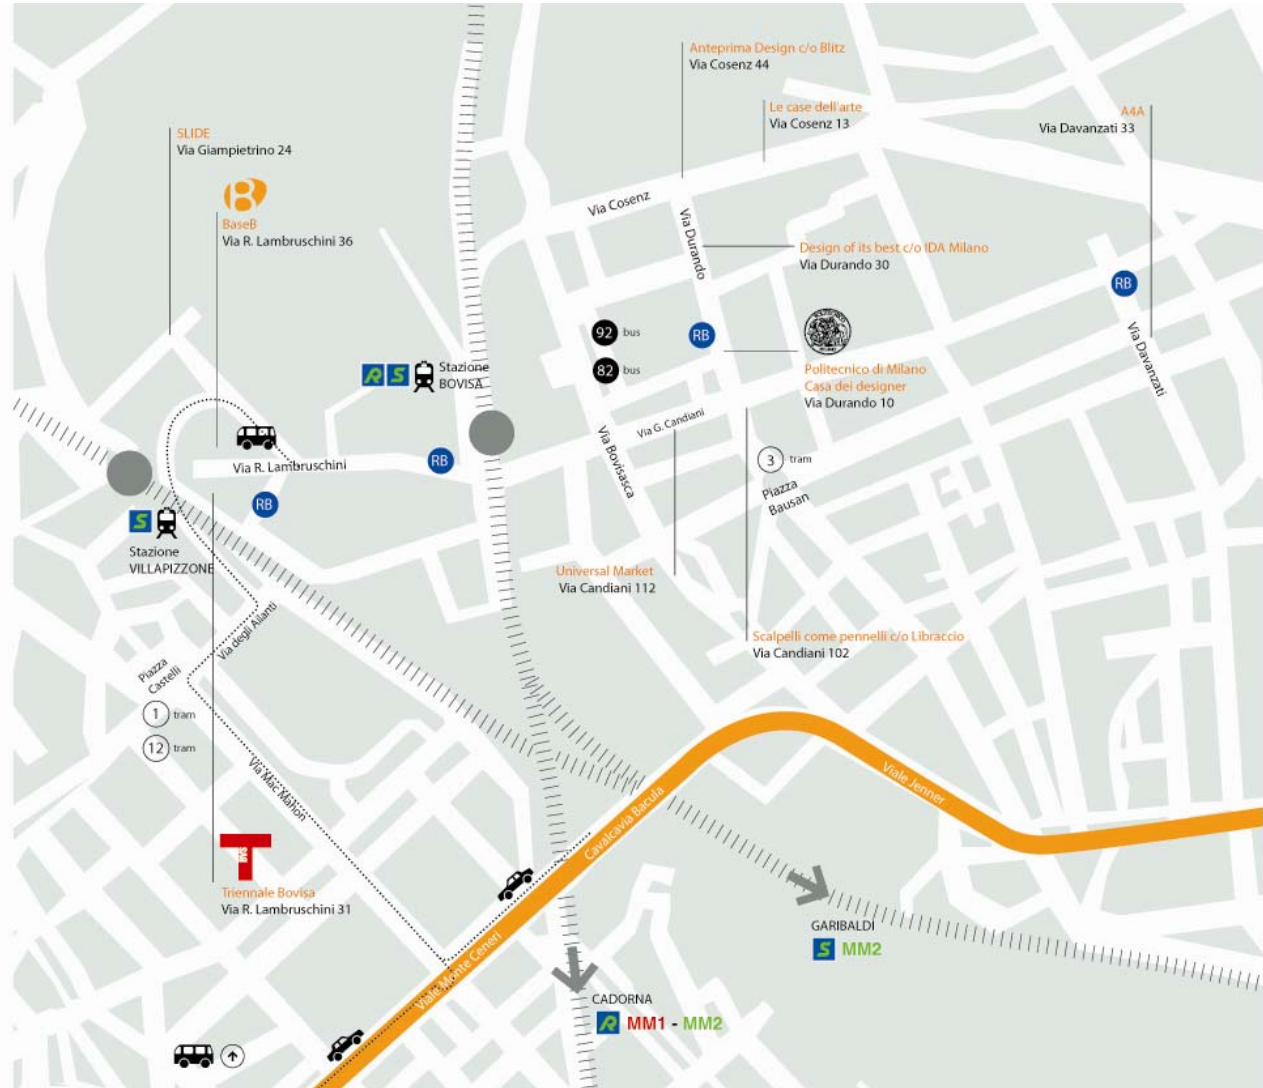 Anteprima Design c/o Blitz
Via Cosenz 44
Le case dell'arte
Via Cosenz 13
A4A
Via Davanzati 33
SLIDE
Via Giampietrino 24
B
BaseB
Via R. Lambruschini 36
Via Cosenz
Via Durando
Design of its best c/o IDA Milano
Via Durando 30
RB
92 bus
RB
82 bus
R S Stazione
BOVISA
Politecnico di Milano
Casa dei designer
Via Durando 10
Via Davanzati
Via G. Candiani
Via Bovisasca
RB
Via R. Lambruschini
3 tram
Piazza
Bausan
RB
S
Stazione
VILLAPIZZONE
Universal Market
Via Candiani 112
Scalpelli come pennelli c/o Libraccio
Via Candiani 102
Via degli Ailanti
Piazza
Castelli
1 tram
12 tram
Via Mac Mahon
Viale Jenner
Cavalcavia Bacula
T
BVS
Triennale Bovisa
Via R. Lambruschini 31
Viale Monte Ceneri
GARIBALDI
S MM2
CADORNA
R MM1 - MM2